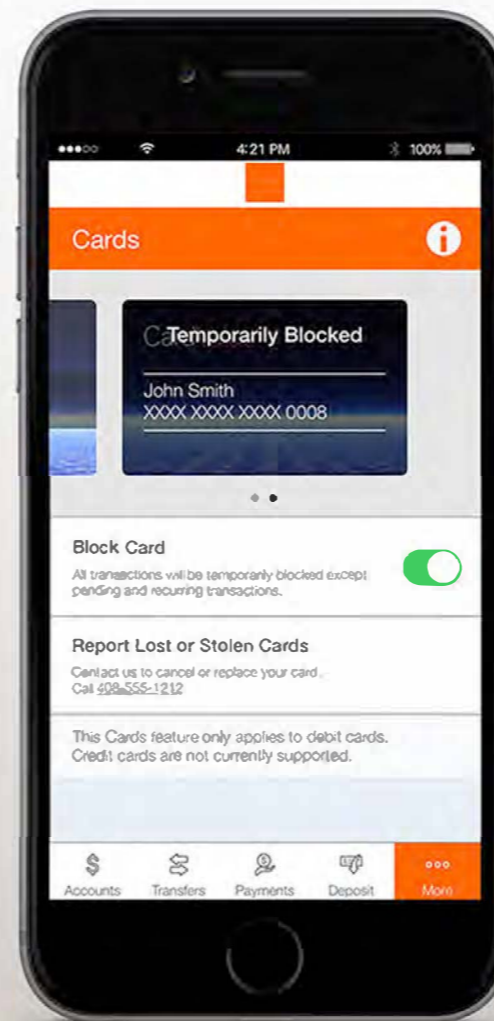 4:21 PM
100%
Cards
Temporarily Blocked
John Smith
XXXX XXXX XXXX 0008
Block Card
All transactions will be temporarily blocked except
pending and recurring transactions.
Report Lost or Stolen Cards
Contact us to cancel or replace your card.
Call 408-555-1212
This Cards feature only applies to debit cards.
Credit cards are not currently supported.
Accounts
Transfers
Payments
Deposit
More